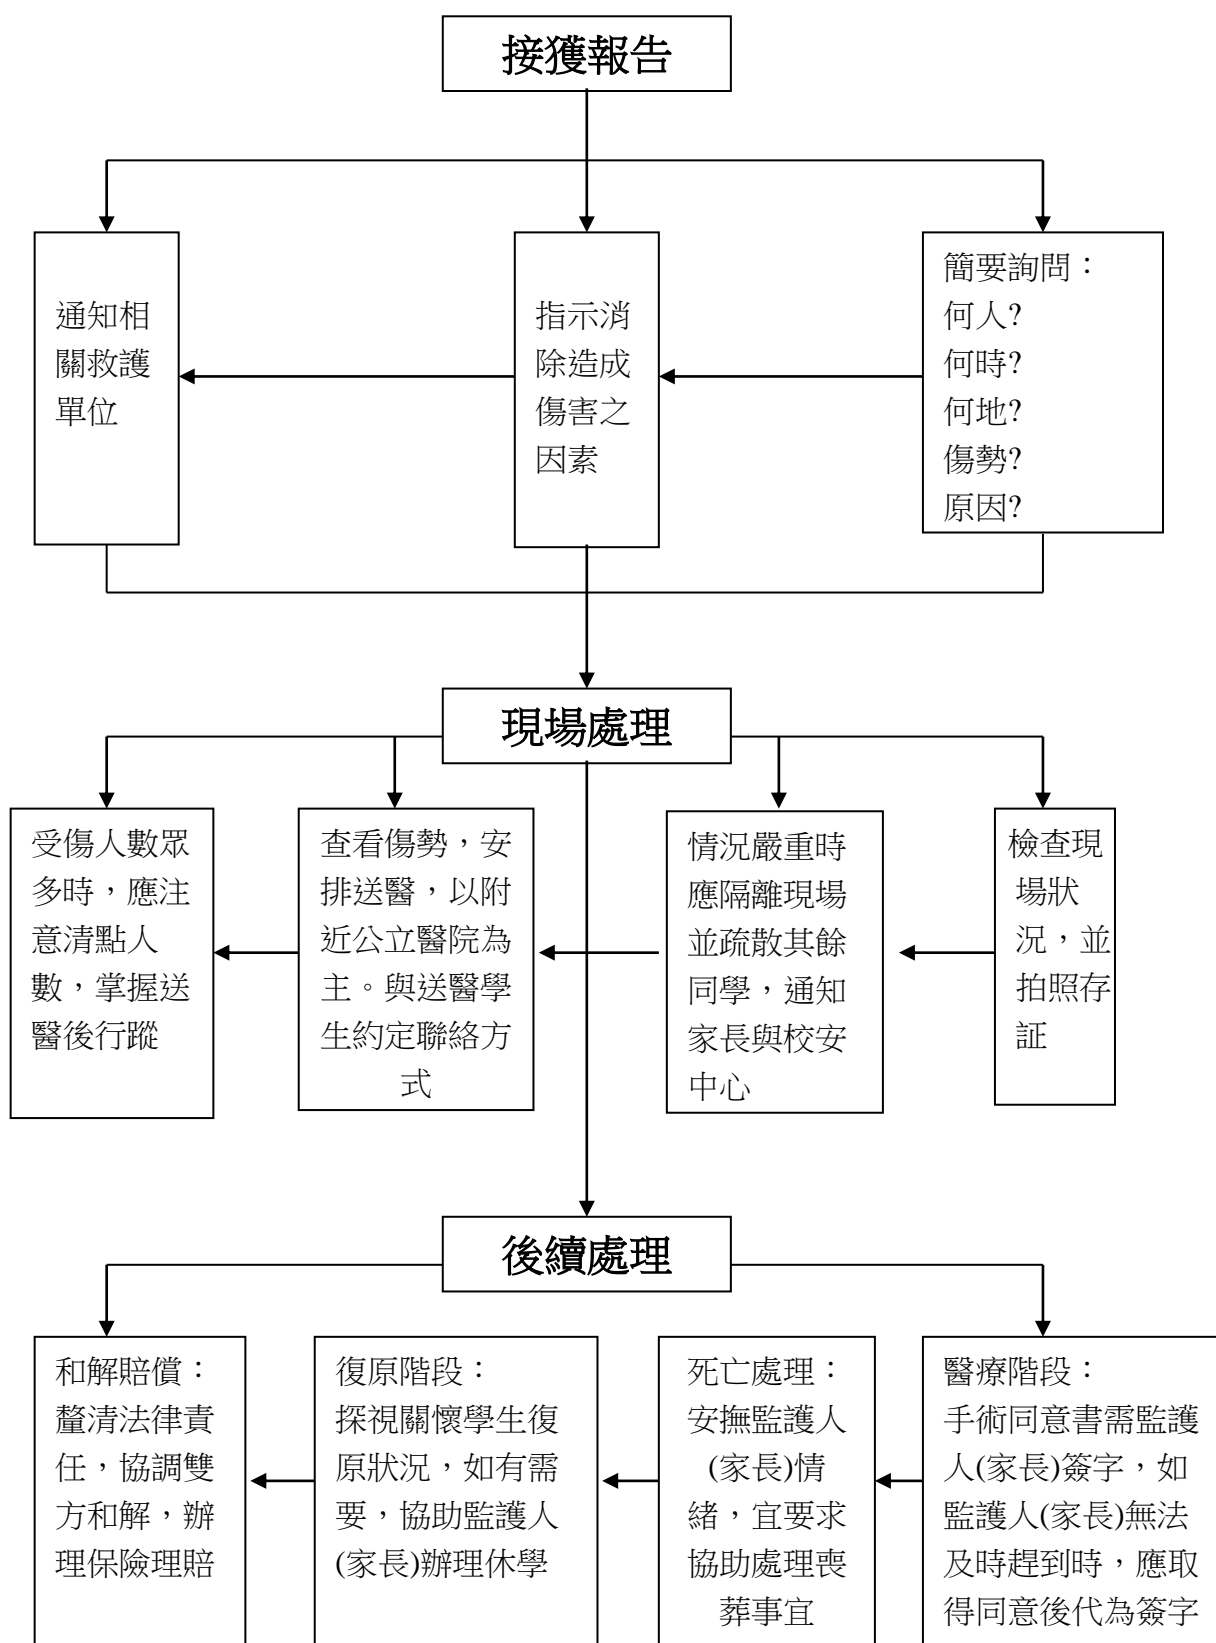 接獲報告
通知相
關救護
單位
指示消
除造成
傷害之
因素
簡要詢問：
何人?
何時?
何地?
傷勢?
原因?
現場處理
受傷人數眾
多時，應注
意清點人
數，掌握送
醫後行蹤
查看傷勢，安
排送醫，以附
近公立醫院為
主。與送醫學
生約定聯絡方
式
情況嚴重時
應隔離現場
並疏散其餘
同學，通知
家長與校安
中心
檢查現
場狀
況，並
拍照存
証
後續處理
和解賠償：
釐清法律責
任，協調雙
方和解，辦
理保險理賠
復原階段：
探視關懷學生復
原狀況，如有需
要，協助監護人
(家長)辦理休學
死亡處理：
安撫監護人
(家長)情
緒，宜要求
協助處理喪
葬事宜
醫療階段：
手術同意書需監護
人(家長)簽字，如
監護人(家長)無法
及時趕到時，應取
得同意後代為簽字